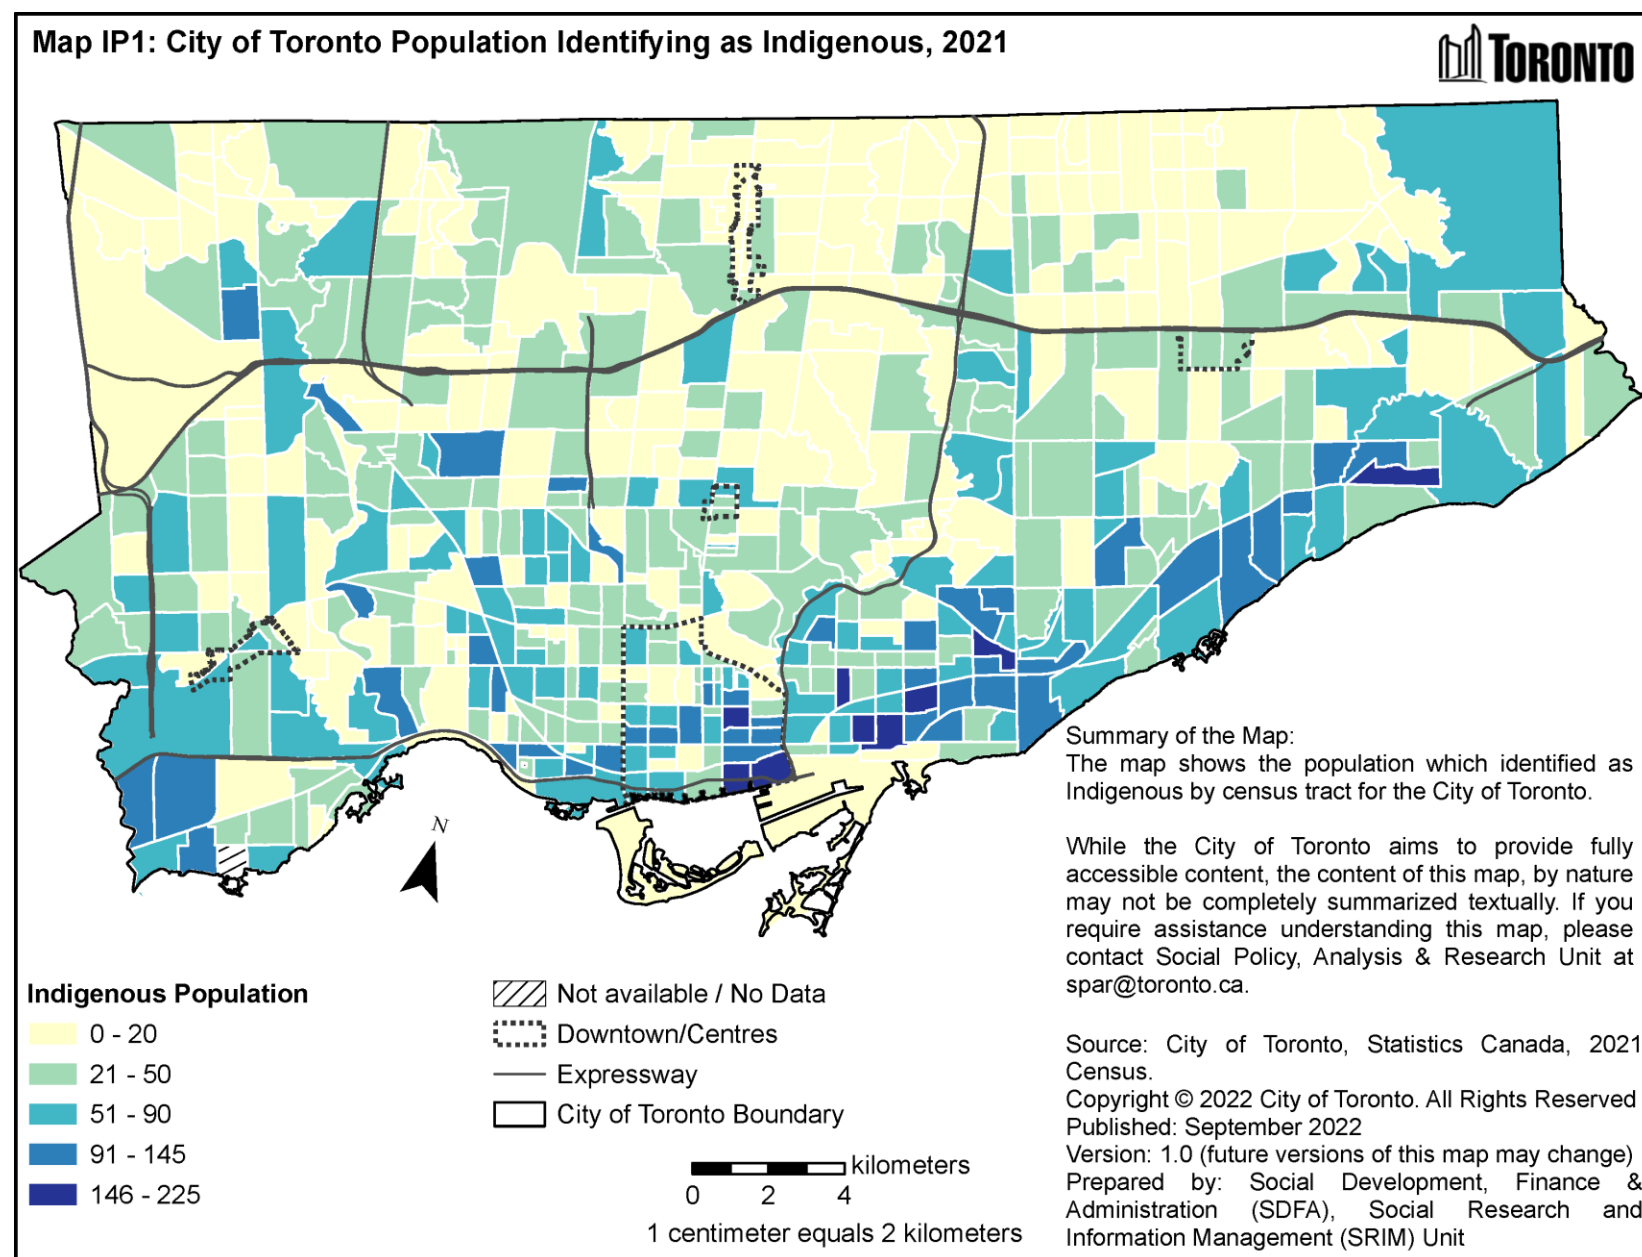 Map IP1: City of Toronto Population Identifying as Indigenous, 2021
TORONTO
N
Summary of the Map:
The map shows the population which identified as
Indigenous by census tract for the City of Toronto.
While the City of Toronto aims to provide fully
accessible content, the content of this map, by nature
may not be completely summarized textually. If you
require assistance understanding this map, please
contact Social Policy, Analysis & Research Unit at
spar@toronto.ca.
Source: City of Toronto, Statistics Canada, 2021
Census.
Copyright © 2022 City of Toronto. All Rights Reserved
Published: September 2022
Version: 1.0 (future versions of this map may change)
Prepared by: Social Development, Finance &
Administration (SDFA), Social Research and
Information Management (SRIM) Unit
Indigenous Population
0 - 20
21 - 50
51 - 90
91 - 145
146 - 225
Not available / No Data
Downtown/Centres
Expressway
City of Toronto Boundary
kilometers
0 2 4
1 centimeter equals 2 kilometers